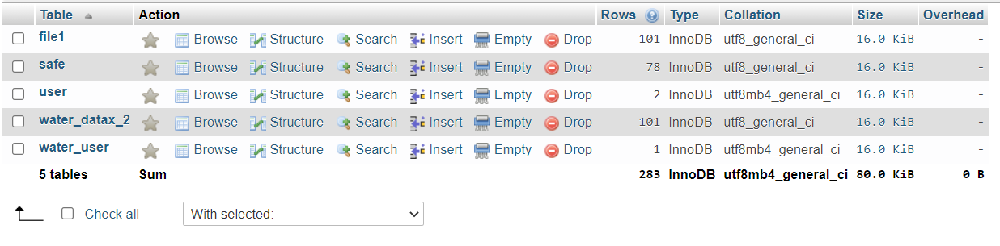 Table Action Rows Type Collation Size Overhead
file1 Browse Structure Search Insert Empty Drop 101 InnoDB utf8_general_ci 16.0 KiB -
safe Browse Structure Search Insert Empty Drop 78 InnoDB utf8_general_ci 16.0 KiB -
user Browse Structure Search Insert Empty Drop 2 InnoDB utf8mb4_general_ci 16.0 KiB -
water_datax_2 Browse Structure Search Insert Empty Drop 101 InnoDB utf8_general_ci 16.0 KiB -
water_user Browse Structure Search Insert Empty Drop 1 InnoDB utf8mb4_general_ci 16.0 KiB -
5 tables Sum 283 InnoDB utf8mb4_general_ci 80.0 KiB 0 B
Check all With selected: